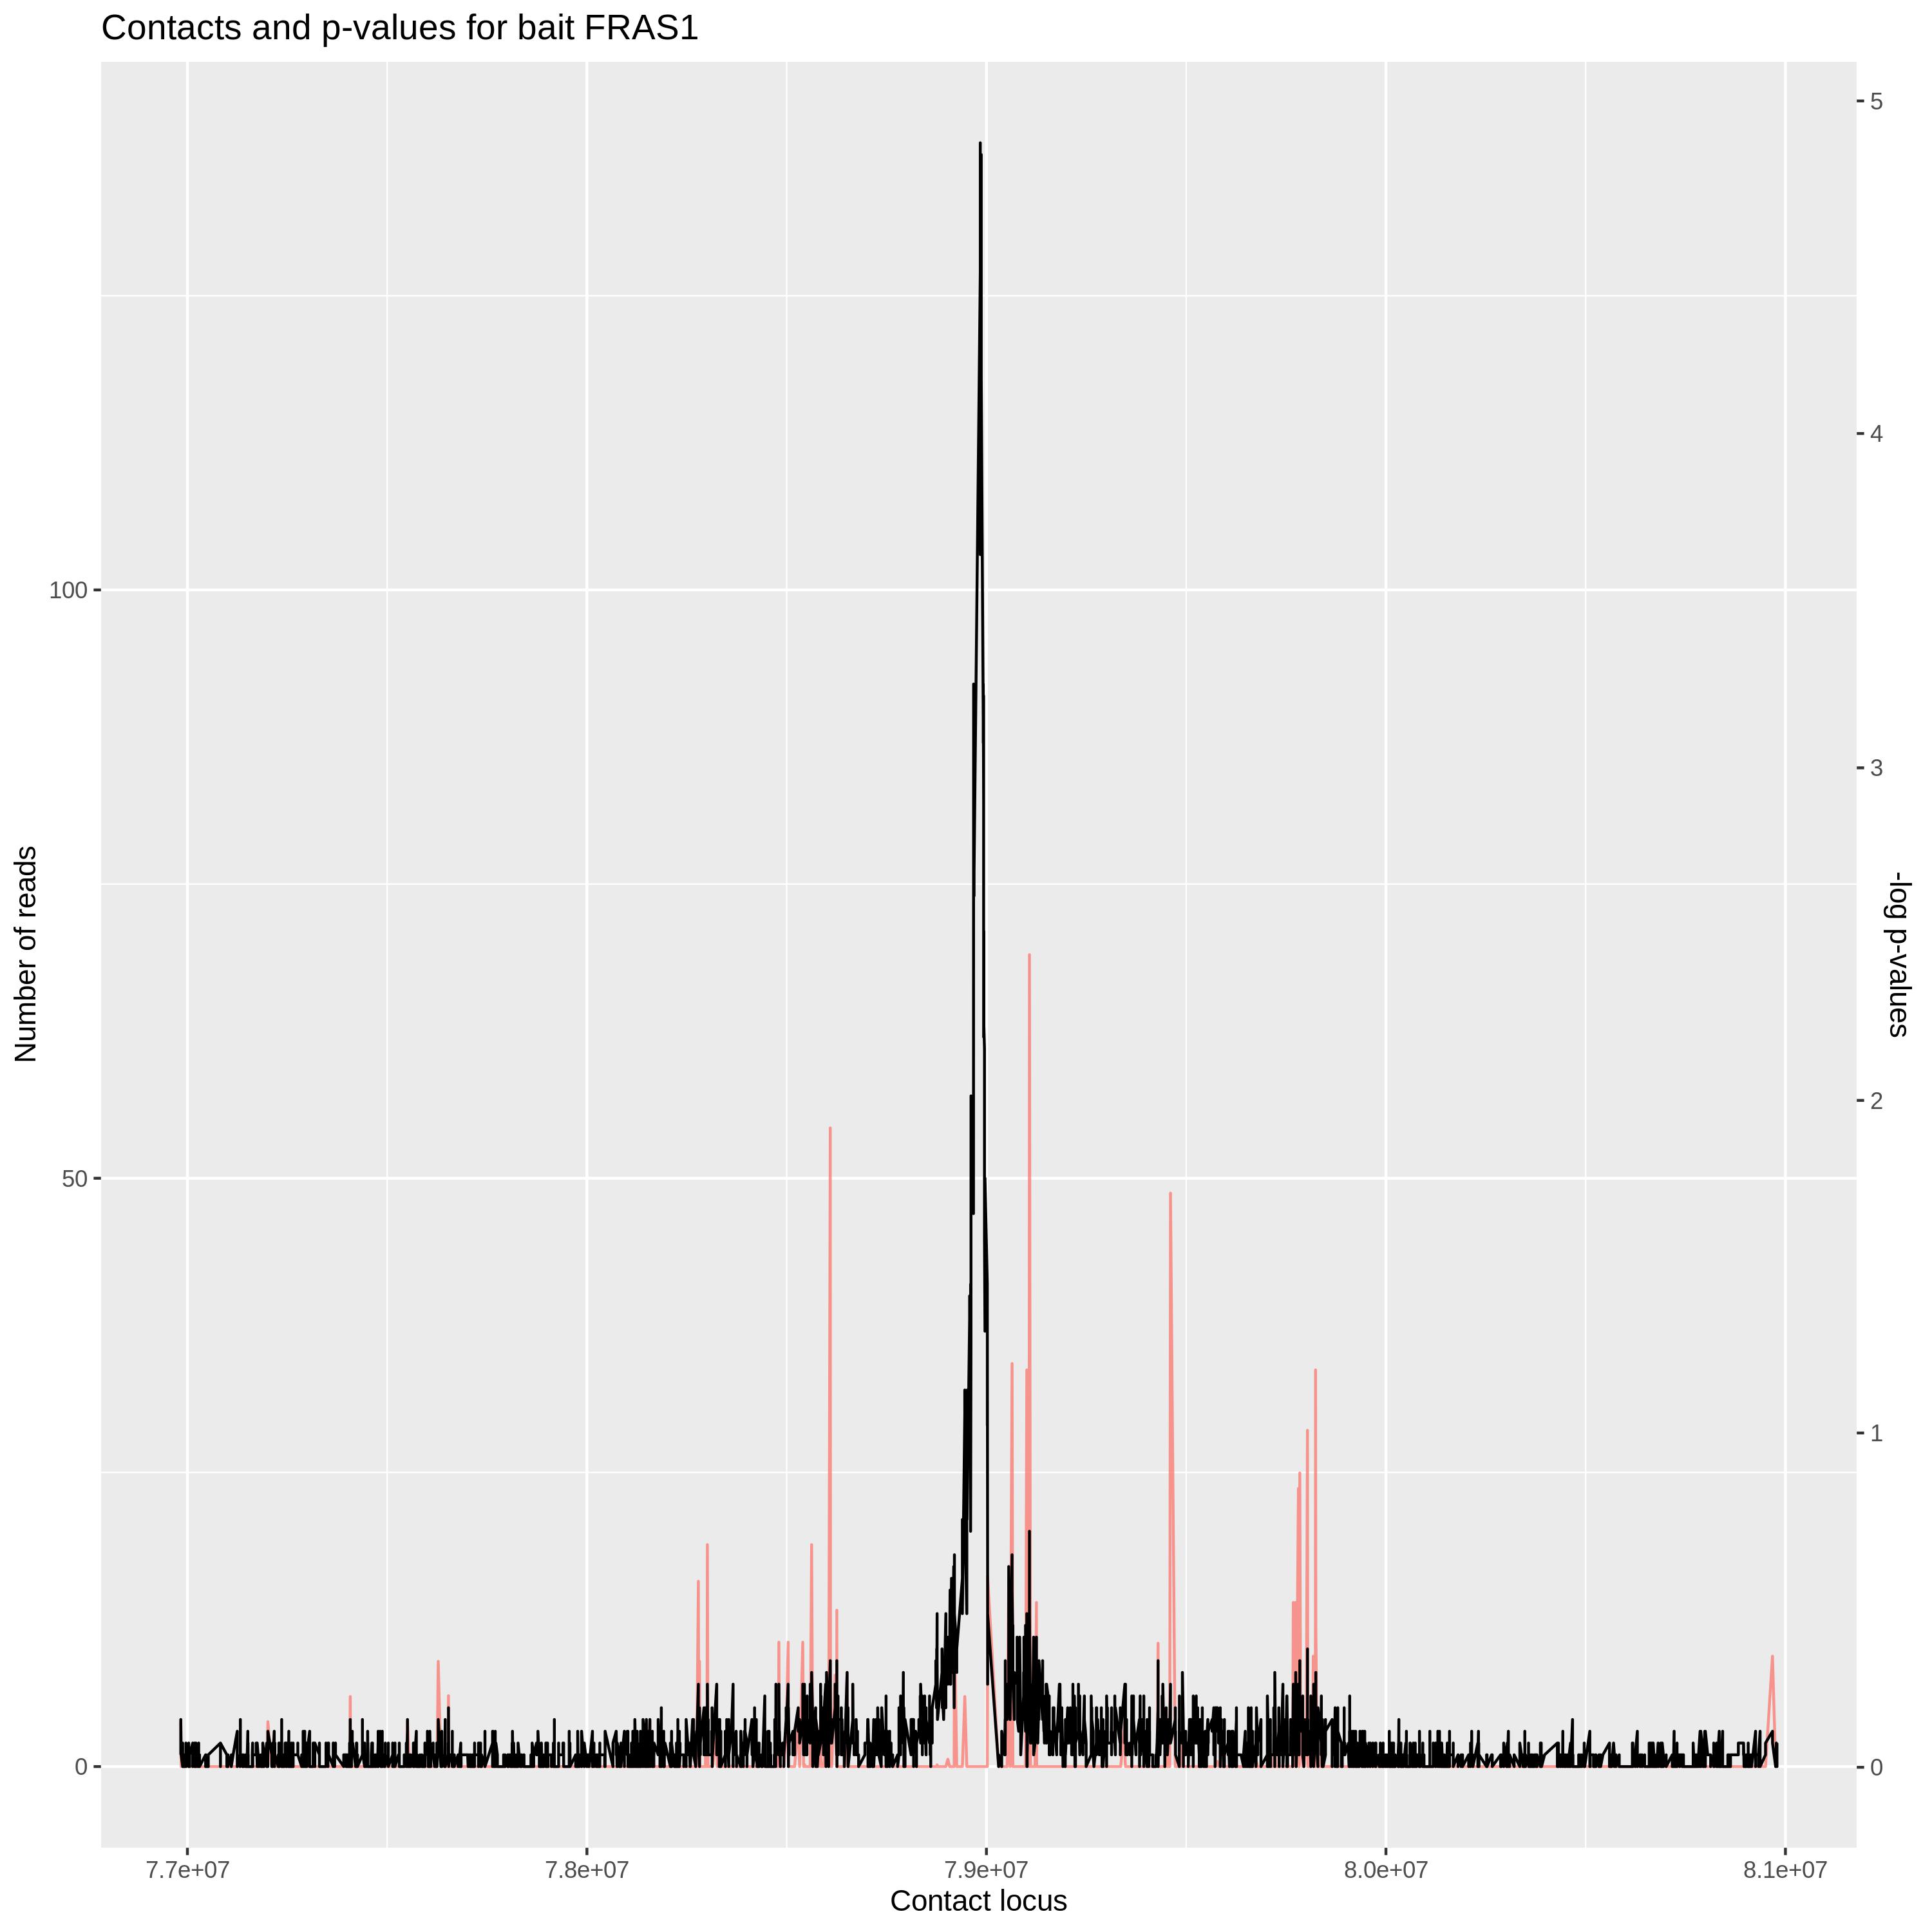 Contacts and p-values for bait FRAS1
5
4
100
3
Number of reads
-log p-values
2
50
1
0
0
7.7e+07 7.8e+07 7.9e+07 8.0e+07 8.1e+07
Contact locus